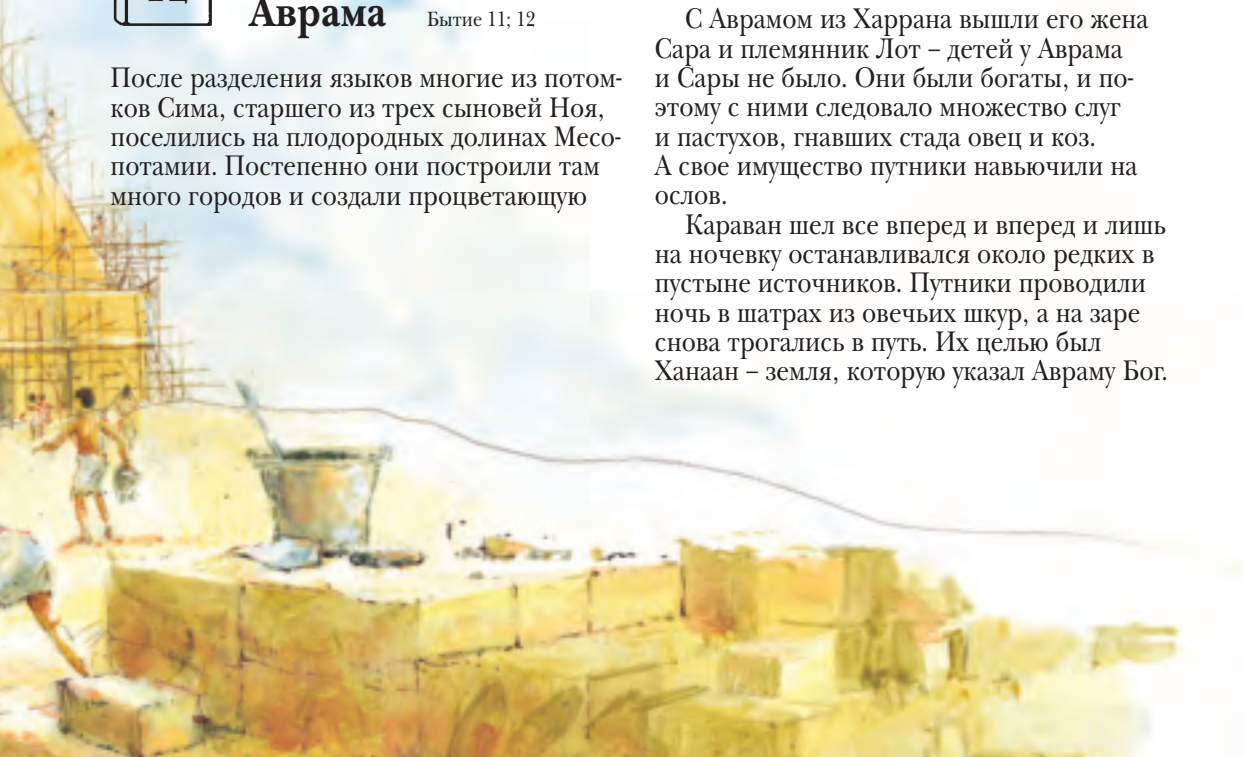 Аврама Бытие 11; 12
После разделения языков многие из потом-
ков Сима, старшего из трех сыновей Ноя,
поселились на плодородных долинах Месо-
потамии. Постепенно они построили там
много городов и создали процветающую
С Аврамом из Харрана вышли его жена
Сара и племянник Лот – детей у Аврама
и Сары не было. Они были богаты, и по-
этому с ними следовало множество слуг
и пастухов, гнавших стада овец и коз.
А свое имущество путники навьючили на
ослов.
Караван шел все вперед и вперед и лишь
на ночевку останавливался около редких в
пустыне источников. Путники проводили
ночь в шатрах из овечьих шкур, а на заре
снова трогались в путь. Их целью был
Ханаан – земля, которую указал Авраму Бог.